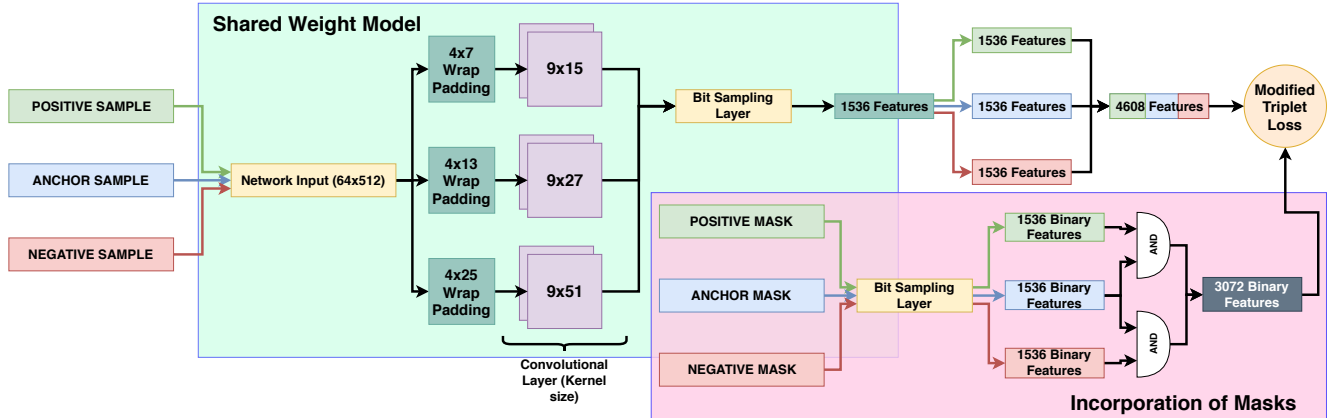 Shared Weight Model
POSITIVE SAMPLE
ANCHOR SAMPLE
NEGATIVE SAMPLE
Network Input (64x512)
4x7
Wrap
Padding
9x15
4x13
Wrap
Padding
9x27
4x25
Wrap
Padding
9x51
Convolutional
Layer (Kernel
size)
Bit Sampling
Layer
1536 Features
1536 Features
1536 Features
1536 Features
4608 Features
Modified
Triplet
Loss
POSITIVE MASK
ANCHOR MASK
NEGATIVE MASK
Bit Sampling
Layer
1536 Binary
Features
1536 Binary
Features
1536 Binary
Features
AND
AND
3072 Binary
Features
Incorporation of Masks